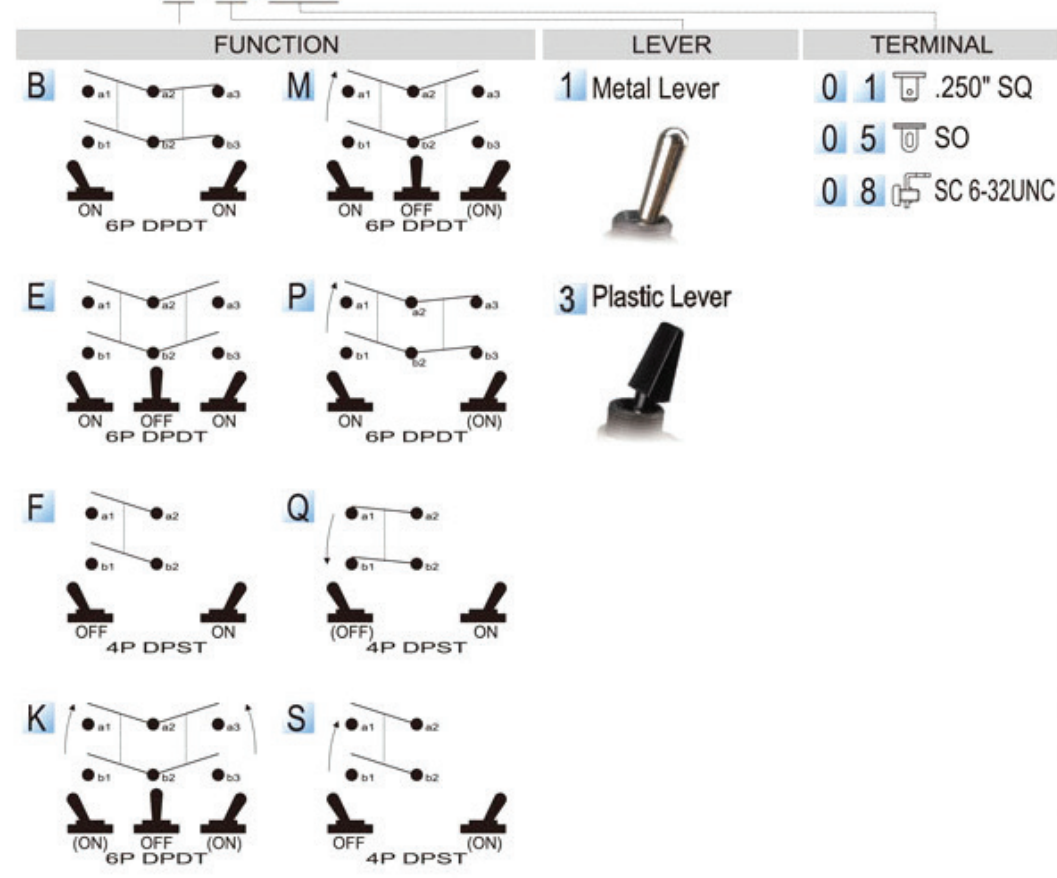 FUNCTION LEVER TERMINAL
B a1 a2 a3
b1 b2 b3
ON ON
6P DPDT
M a1 a2 a3
b1 b2 b3
ON OFF (ON)
6P DPDT
1 Metal Lever
0 1 .250" SQ
0 5 SO
0 8 SC 6-32UNC
E a1 a2 a3
b1 b2 b3
ON OFF ON
6P DPDT
P a1 a2 a3
b1 b2 b3
ON (ON)
6P DPDT
3 Plastic Lever
F a1 a2
b1 b2
OFF ON
4P DPST
Q a1 a2
b1 b2
(OFF) ON
4P DPST
K a1 a2 a3
b1 b2 b3
(ON) OFF (ON)
6P DPDT
S a1 a2
b1 b2
OFF (ON)
4P DPST